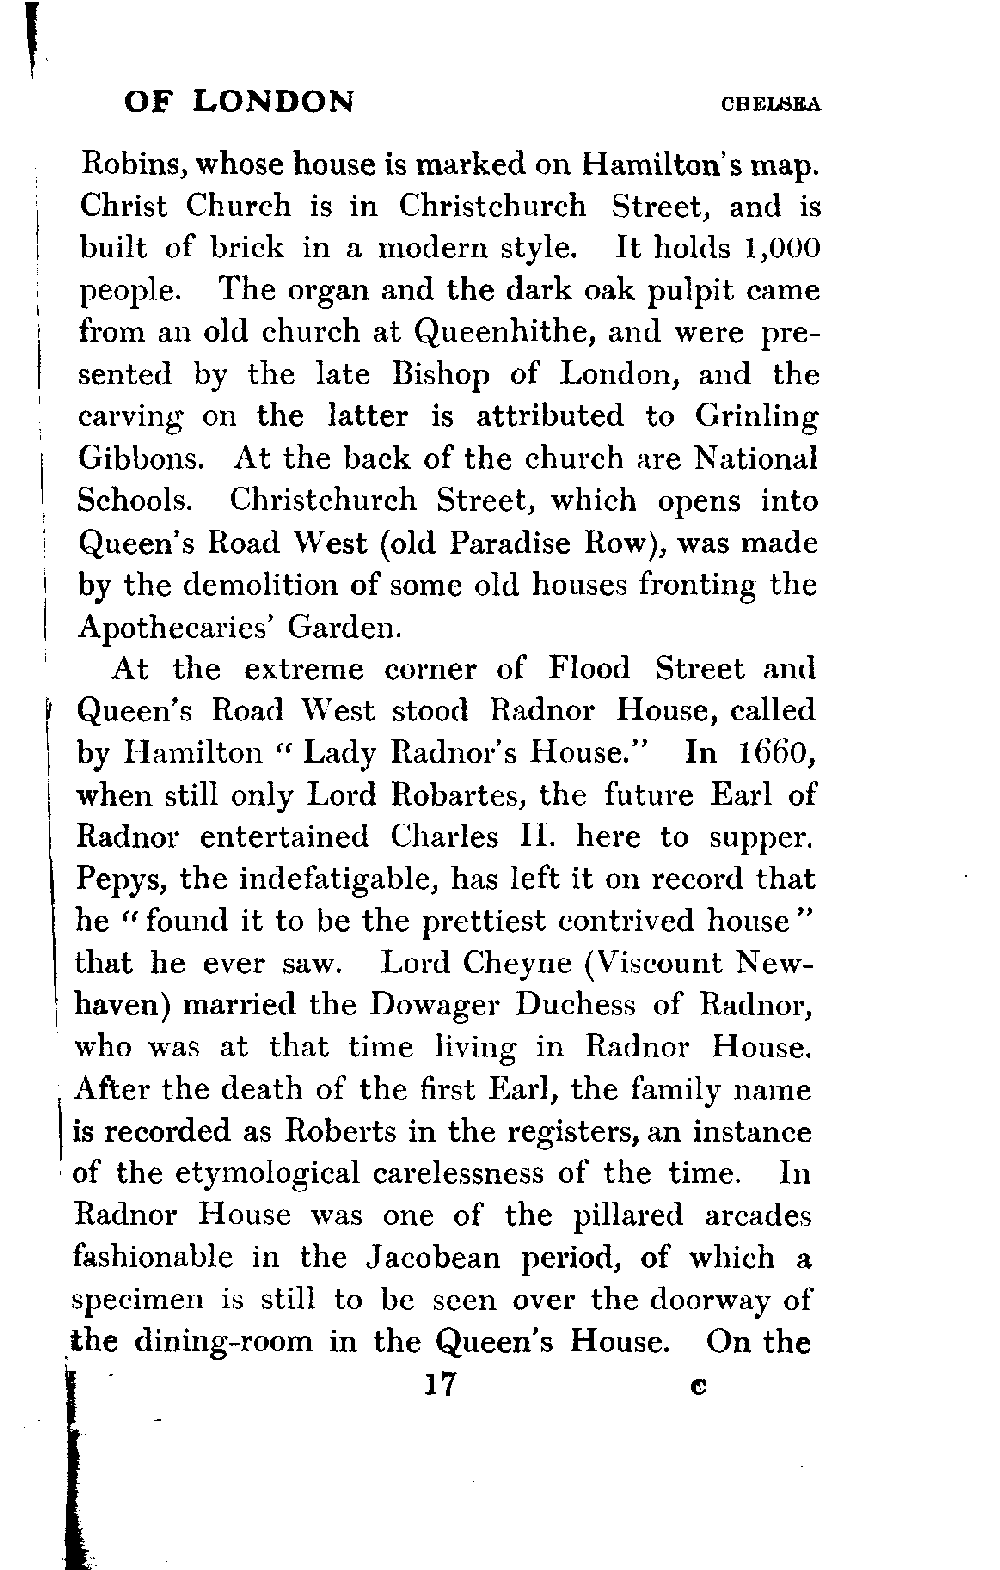 OF LONDON CHELSEA
Robins, whose house is marked on Hamilton's map.
Christ Church is in Christchurch Street, and is
built of brick in a modern style. It holds 1,000
people. The organ and the dark oak pulpit came
from an old church at Queenhithe, and were pre-
sented by the late Bishop of London, and the
carving on the latter is attributed to Grinling
Gibbons. At the back of the church are National
Schools. Christchurch Street, which opens into
Queen's Road West (old Paradise Row), was made
by the demolition of some old houses fronting the
Apothecaries' Garden.
At the extreme corner of Flood Street and
Queen's Road West stood Radnor House, called
by Hamilton "Lady Radnor's House." In 1660,
when still only Lord Robartes, the future Earl of
Radnor entertained Charles II. here to supper.
Pepys, the indefatigable, has left it on record that
he "found it to be the prettiest contrived house"
that he ever saw. Lord Cheyne (Viscount New-
haven) married the Dowager Duchess of Radnor,
who was at that time living in Radnor House.
After the death of the first Earl, the family name
is recorded as Roberts in the registers, an instance
of the etymological carelessness of the time. In
Radnor House was one of the pillared arcades
fashionable in the Jacobean period, of which a
specimen is still to be seen over the doorway of
the dining-room in the Queen's House. On the
17 C